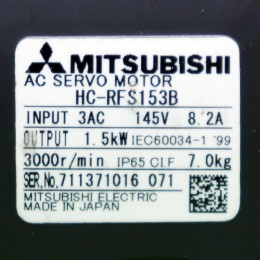 MITSUBISHI
AC SERVO MOTOR
HC-RFS153B
INPUT 3AC 145V 8.2A
OUTPUT 1.5kW IEC60034-1 '99
3000r/min IP65 CI.F 7.0kg
SER.No.711371016 071
MITSUBISHI ELECTRIC
MADE IN JAPAN